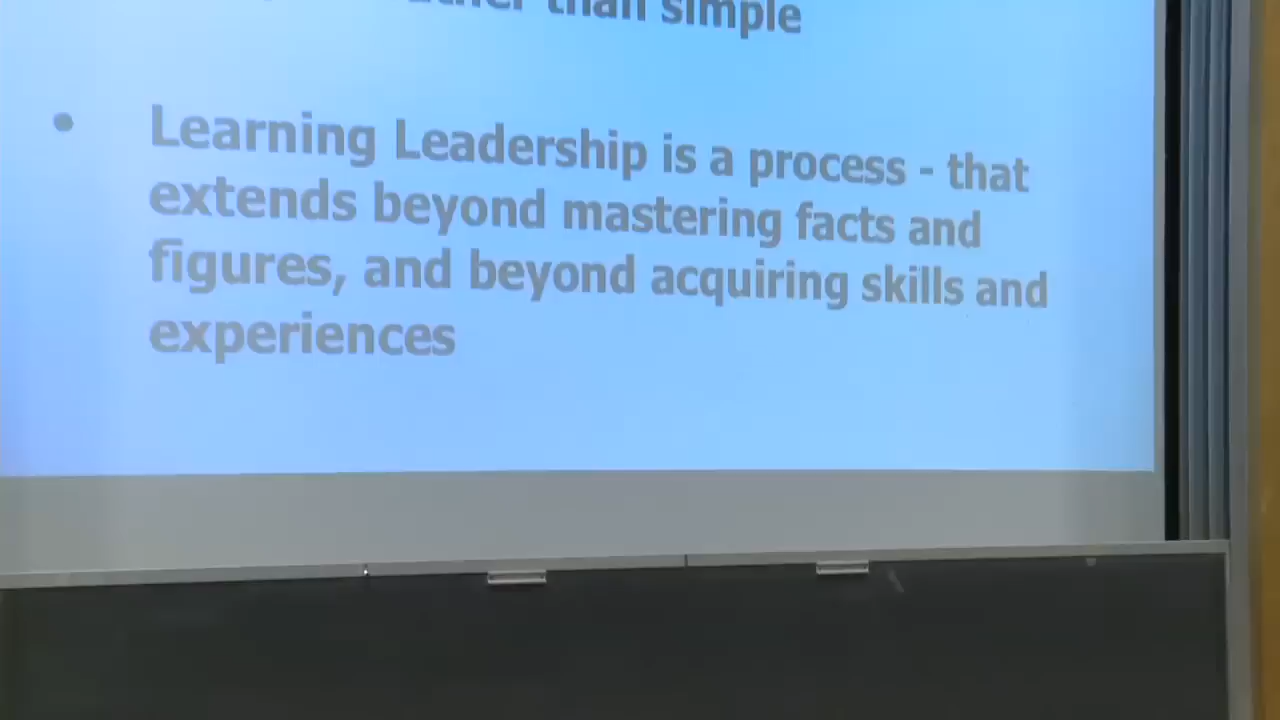 than simple
• Learning Leadership is a process - that
extends beyond mastering facts and
figures, and beyond acquiring skills and
experiences